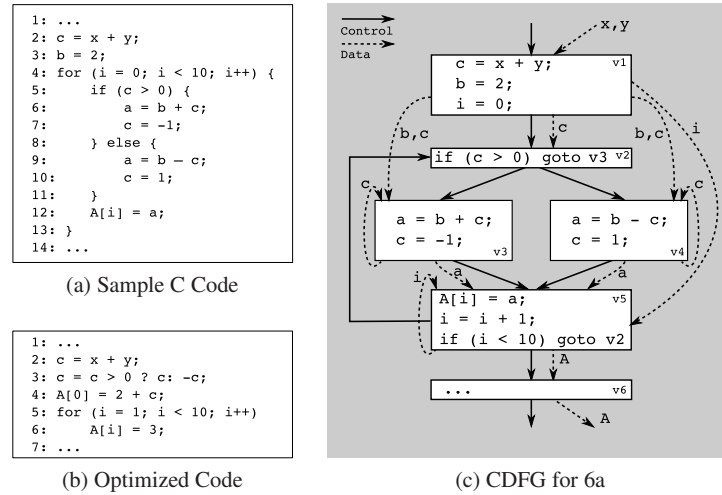 1: ...
2: c = x + y;
3: b = 2;
4: for (i = 0; i < 10; i++) {
5: if (c > 0) {
6: a = b + c;
7: c = -1;
8: } else {
9: a = b – c;
10: c = 1;
11: }
12: A[i] = a;
13: }
14: ...
(a) Sample C Code
1: ...
2: c = x + y;
3: c = c > 0 ? c: -c;
4: A[0] = 2 + c;
5: for (i = 1; i < 10; i++)
6: A[i] = 3;
7: ...
(b) Optimized Code
Control
Data
x,y
c = x + y; v1
b = 2;
i = 0;
b,c
c
b,c
i
if (c > 0) goto v3 v2
c
a = b + c;
c = -1;
v3
a = b - c;
c = 1;
v4
c
a
a
i
A[i] = a; v5
i = i + 1;
if (i < 10) goto v2
A
... v6
A
(c) CDFG for 6a